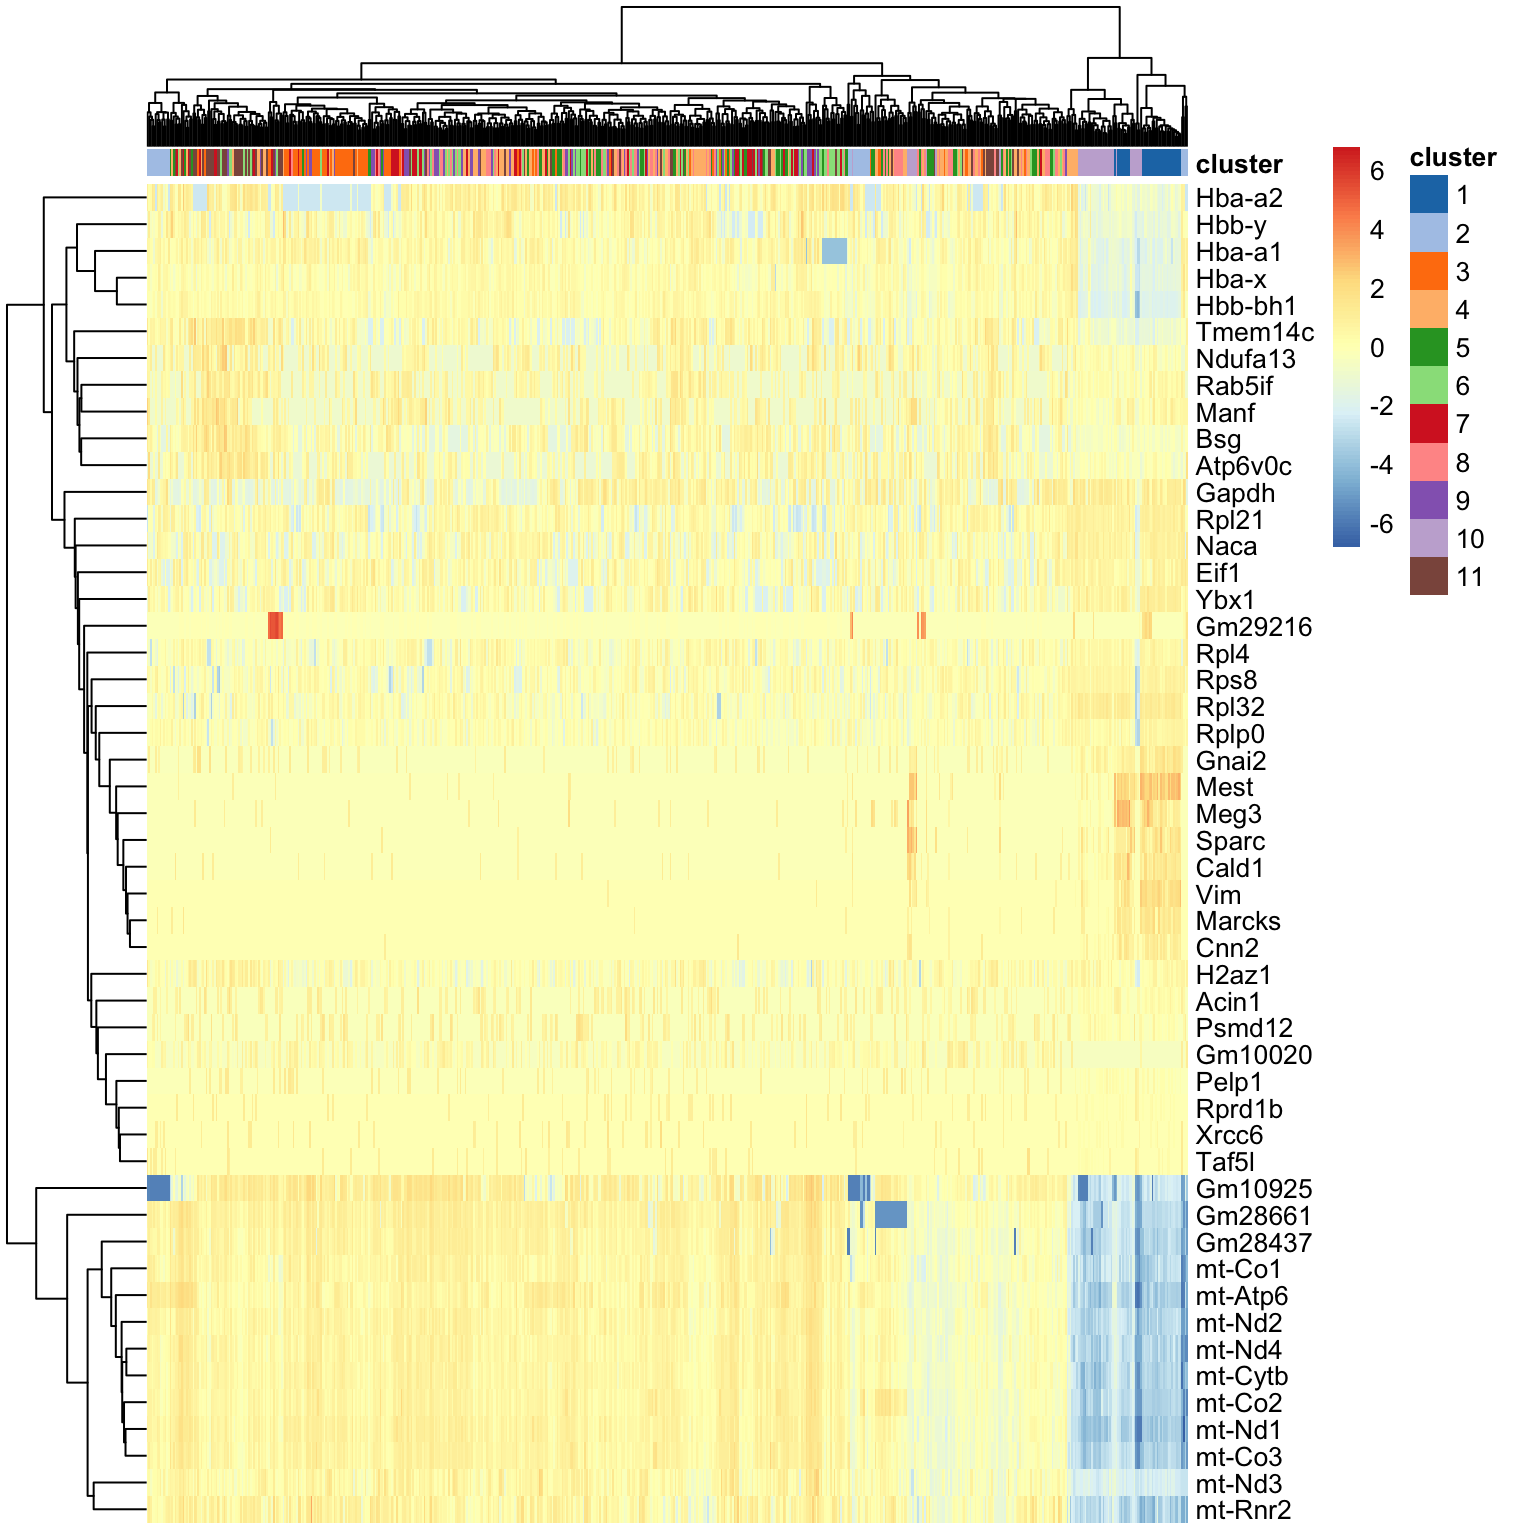 cluster
Hba-a2
Hbb-y
Hba-a1
Hba-x
Hbb-bh1
Tmem14c
Ndufa13
Rab5if
Manf
Bsg
Atp6v0c
Gapdh
Rpl21
Naca
Eif1
Ybx1
Gm29216
Rpl4
Rps8
Rpl32
Rplp0
Gnai2
Mest
Meg3
Sparc
Cald1
Vim
Marcks
Cnn2
H2az1
Acin1
Psmd12
Gm10020
Pelp1
Rprd1b
Xrcc6
Taf5l
Gm10925
Gm28661
Gm28437
mt-Co1
mt-Atp6
mt-Nd2
mt-Nd4
mt-Cytb
mt-Co2
mt-Nd1
mt-Co3
mt-Nd3
mt-Rnr2
6
4
2
0
-2
-4
-6
cluster
1
2
3
4
5
6
7
8
9
10
11